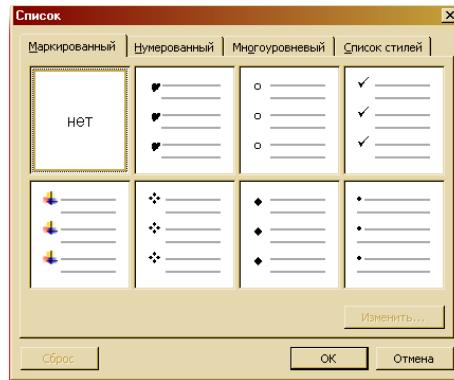 Список
Маркированный Нумерованный Многоуровневый Список стилей
нет
Изменить...
Сброс ОК Отмена